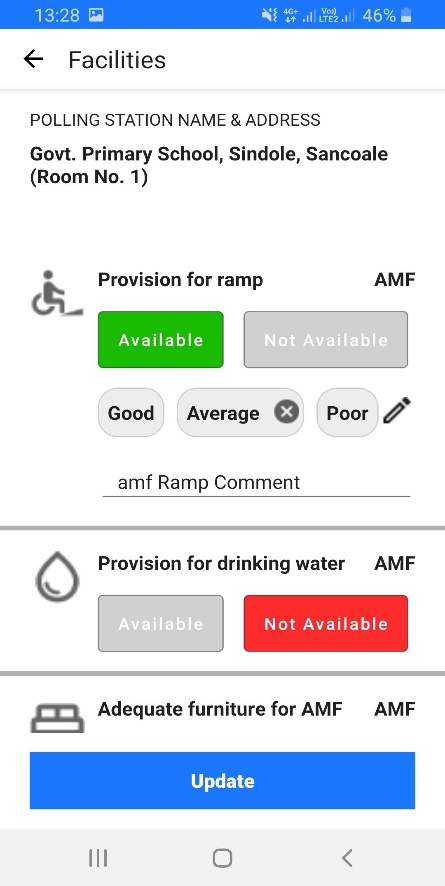 13:28 4G+ Vo)) LTE2 46%
Facilities
POLLING STATION NAME & ADDRESS
Govt. Primary School, Sindole, Sancoale
(Room No. 1)
Provision for ramp AMF
Available Not Available
Good Average Poor
amf Ramp Comment
Provision for drinking water AMF
Available Not Available
Adequate furniture for AMF AMF
Update